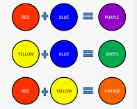 RED + BLUE = PURPLE
YELLOW + BLUE = GREEN
RED + YELLOW = ORANGE